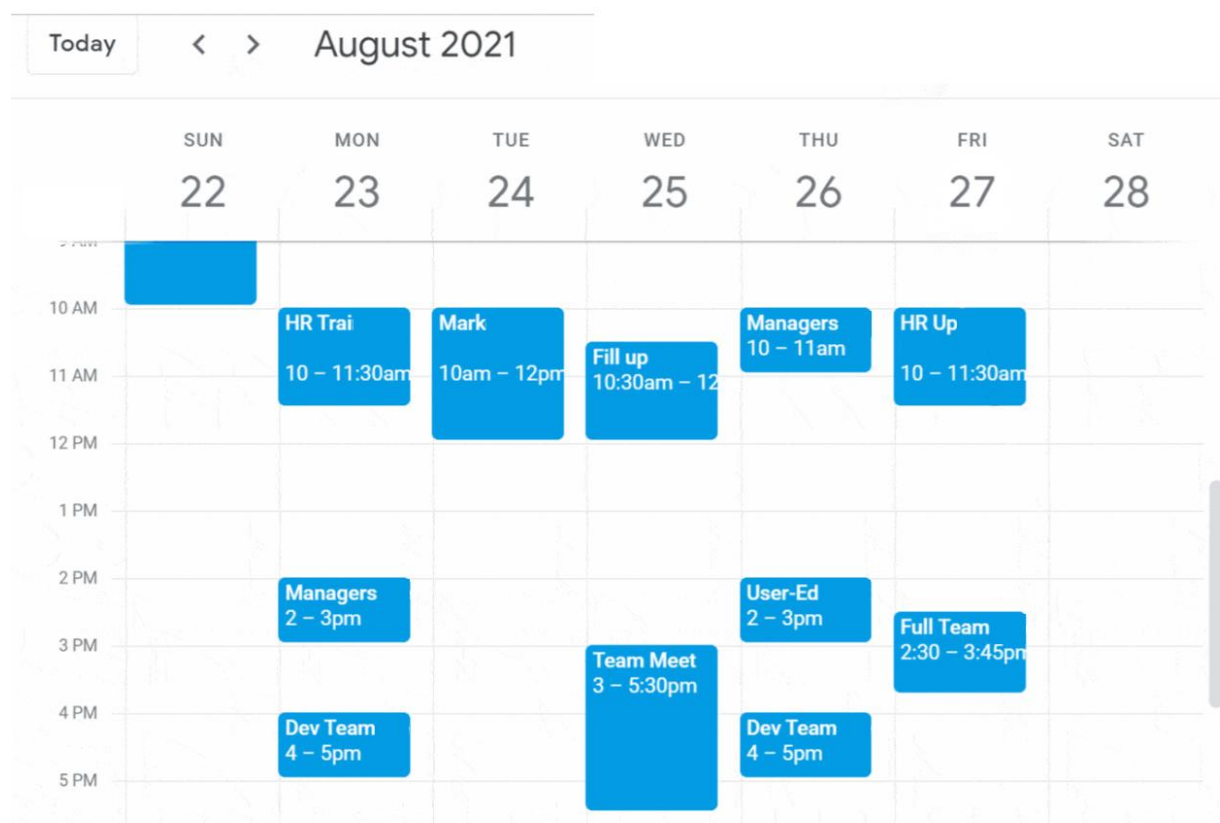 Today < > August 2021
SUN MON TUE WED THU FRI SAT
22 23 24 25 26 27 28
10 AM
HR Trai
10 – 11:30am
Mark
10am – 12pm
Fill up
10:30am – 12
Managers
10 – 11am
HR Up
10 – 11:30am
11 AM
12 PM
1 PM
2 PM
Managers
2 – 3pm
User-Ed
2 – 3pm
Full Team
2:30 – 3:45pm
3 PM
Team Meet
3 – 5:30pm
4 PM
Dev Team
4 – 5pm
Dev Team
4 – 5pm
5 PM